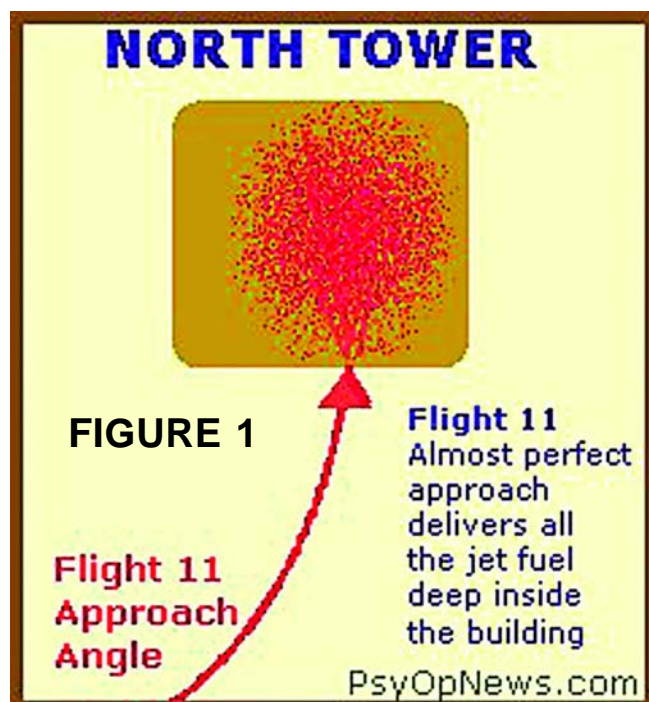 NORTH TOWER
FIGURE 1
Flight 11
Almost perfect
approach
delivers all
the jet fuel
deep inside
the building
Flight 11
Approach
Angle
PsyOpNews.com